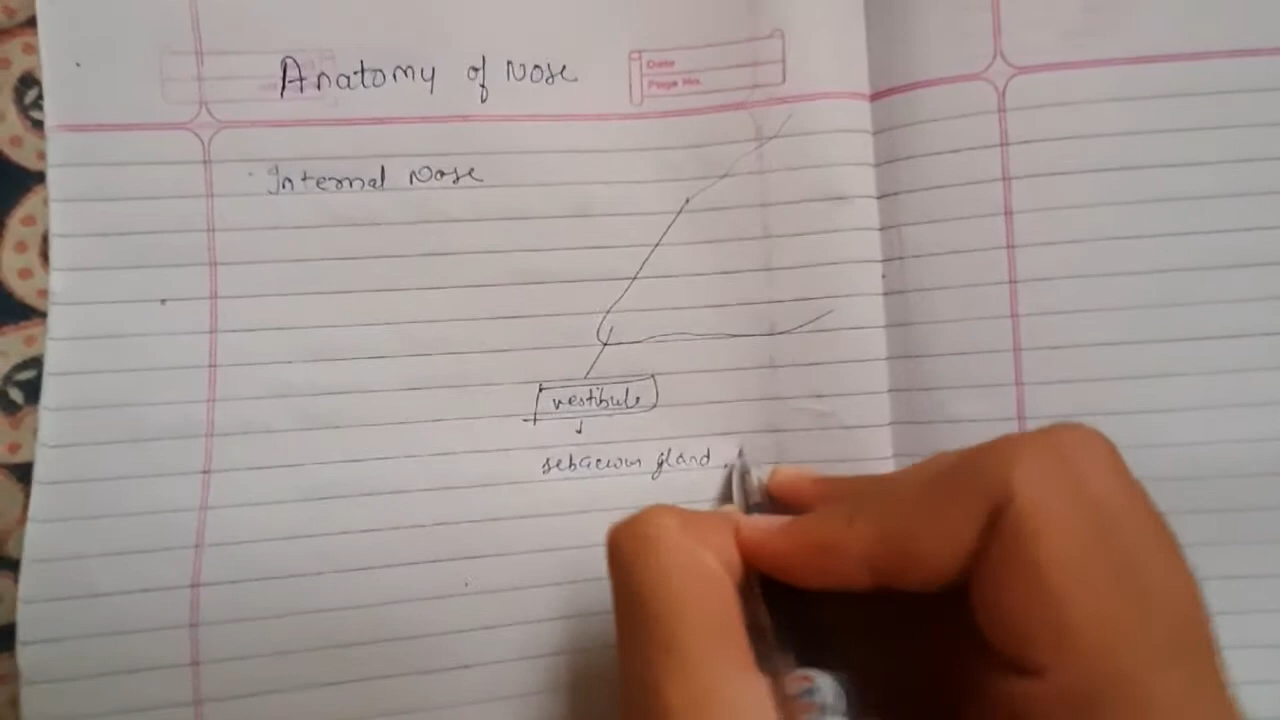 Anatomy of Nose
Date
Page No.
Internal Nose
vestibule
sebaceous gland